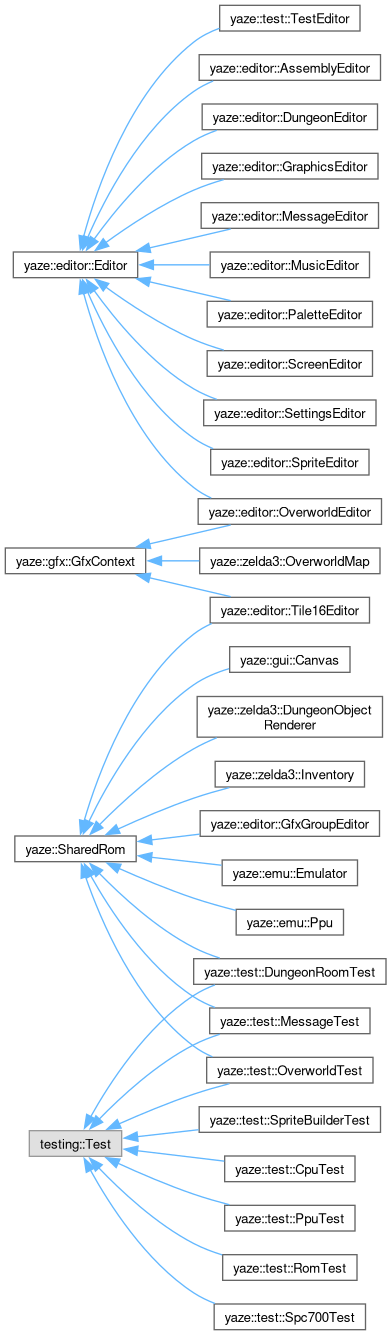 yaze::test::TestEditor
yaze::editor::AssemblyEditor
yaze::editor::DungeonEditor
yaze::editor::GraphicsEditor
yaze::editor::MessageEditor
yaze::editor::Editor
yaze::editor::MusicEditor
yaze::editor::PaletteEditor
yaze::editor::ScreenEditor
yaze::editor::SettingsEditor
yaze::editor::SpriteEditor
yaze::editor::OverworldEditor
yaze::gfx::GfxContext
yaze::zelda3::OverworldMap
yaze::editor::Tile16Editor
yaze::gui::Canvas
yaze::zelda3::DungeonObject
Renderer
yaze::zelda3::Inventory
yaze::editor::GfxGroupEditor
yaze::SharedRom
yaze::emu::Emulator
yaze::emu::Ppu
yaze::test::DungeonRoomTest
yaze::test::MessageTest
yaze::test::OverworldTest
yaze::test::SpriteBuilderTest
testing::Test
yaze::test::CpuTest
yaze::test::PpuTest
yaze::test::RomTest
yaze::test::Spc700Test